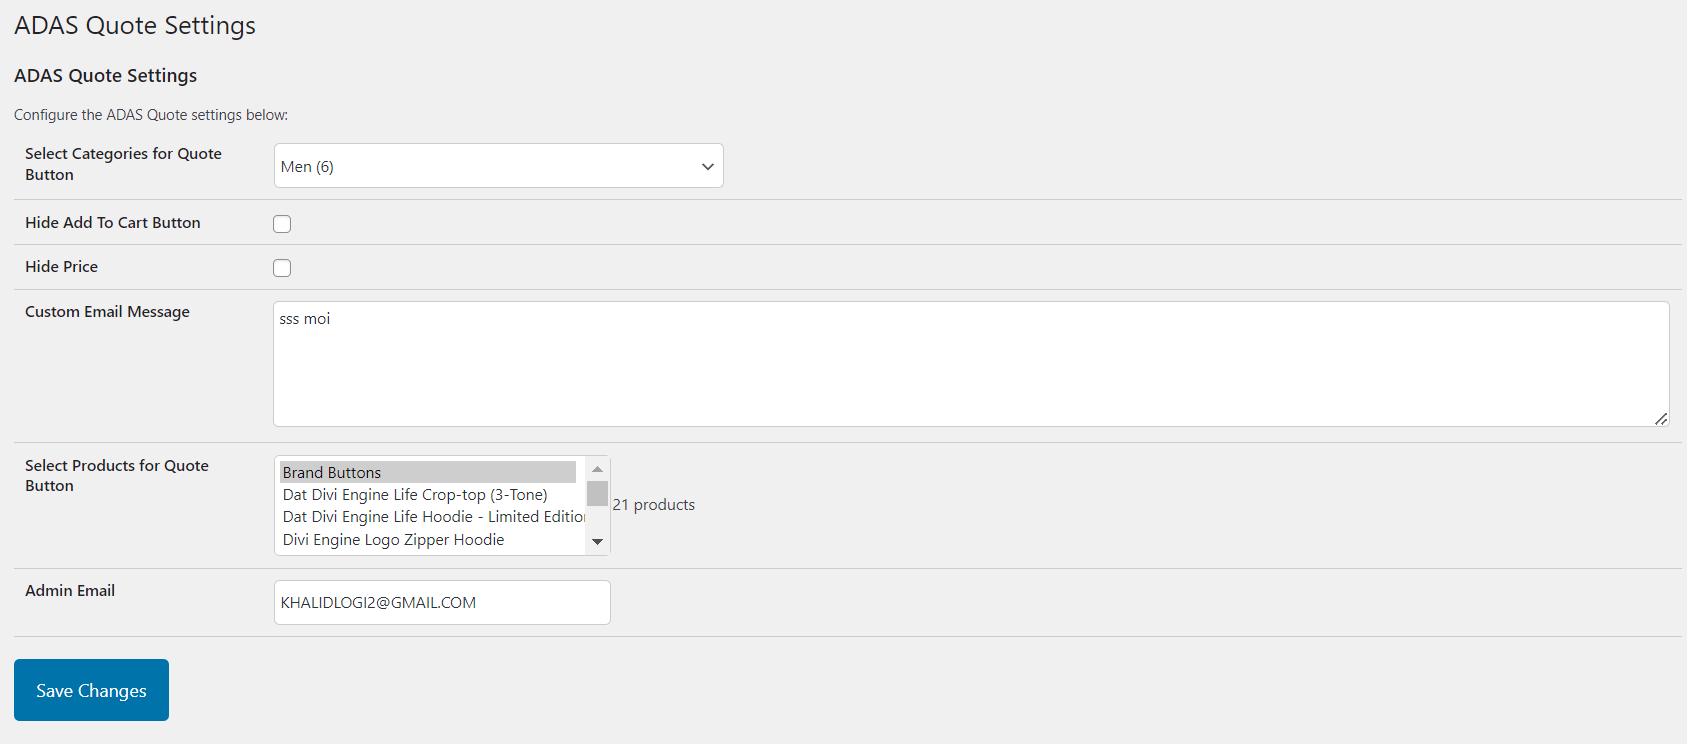 ADAS Quote Settings
ADAS Quote Settings
Configure the ADAS Quote settings below:
Select Categories for Quote
Button
Men (6)
Hide Add To Cart Button
Hide Price
Custom Email Message
sss moi
Select Products for Quote
Button
Brand Buttons
Dat Divi Engine Life Crop-top (3-Tone)
Dat Divi Engine Life Hoodie - Limited Edition
Divi Engine Logo Zipper Hoodie
21 products
Admin Email
KHALIDLOGI2@GMAIL.COM
Save Changes